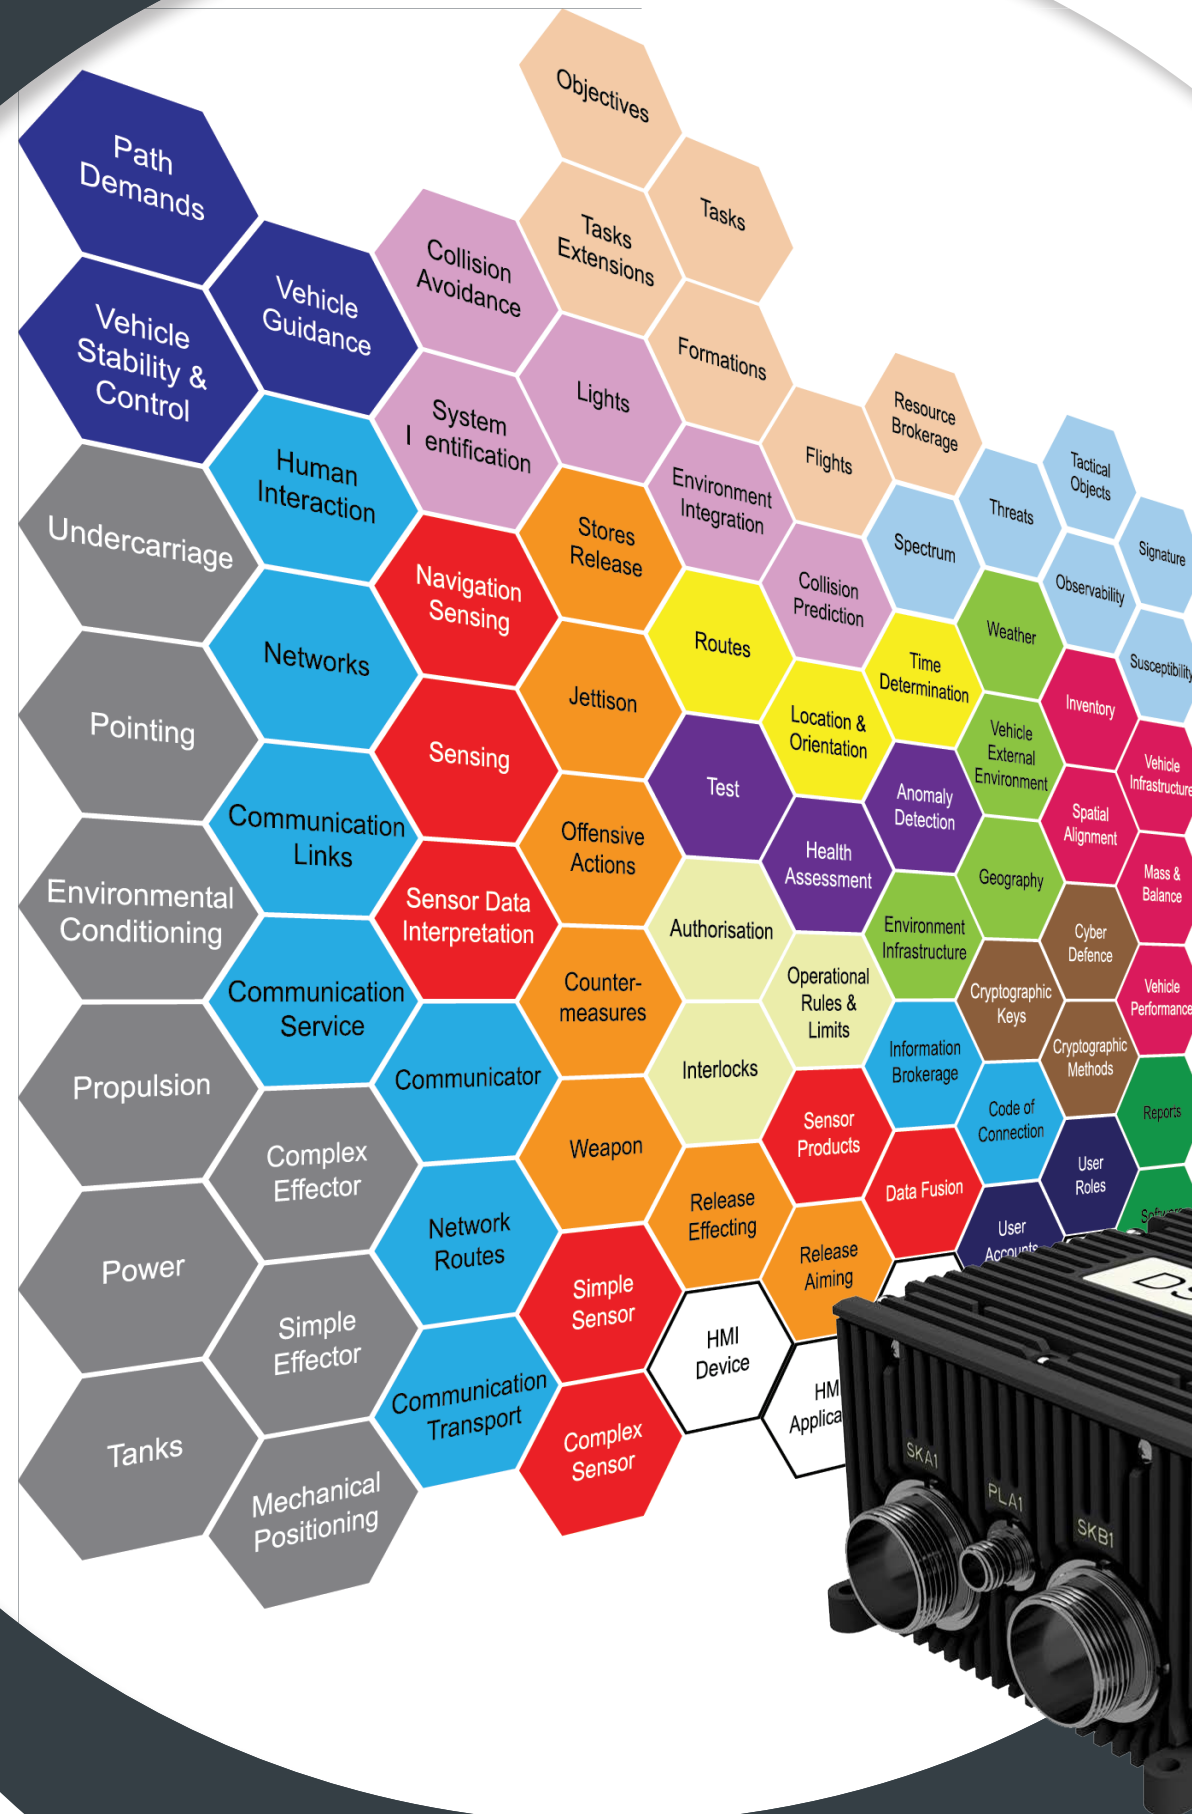 Path
Demands
Vehicle
Stability &
Control
Undercarriage
Pointing
Environmental
Conditioning
Propulsion
Power
Tanks
Vehicle
Guidance
Human
Interaction
Networks
Communication
Links
Communication
Service
Complex
Effector
Simple
Effector
Mechanical
Positioning
Collision
Avoidance
System
I entification
Navigation
Sensing
Sensing
Sensor Data
Interpretation
Communicator
Network
Routes
Communication
Transport
Objectives
Tasks
Extensions
Lights
Stores
Release
Jettison
Offensive
Actions
Counter-
measures
Weapon
Simple
Sensor
Complex
Sensor
Tasks
Formations
Environment
Integration
Routes
Test
Authorisation
Interlocks
Release
Effecting
HMI
Device
Flights
Collision
Prediction
Location &
Orientation
Health
Assessment
Operational
Rules &
Limits
Sensor
Products
Release
Aiming
HM
Applica
Resource
Brokerage
Spectrum
Time
Determination
Anomaly
Detection
Environment
Infrastructure
Information
Brokerage
Data Fusion
Threats
Weather
Vehicle
External
Environment
Geography
Cryptographic
Keys
Code of
Connection
User
Accounts
Tactical
Objects
Observability
Inventory
Spatial
Alignment
Cyber
Defence
Cryptographic
Methods
User
Roles
Signature
Susceptibility
Vehicle
Infrastructure
Mass &
Balance
Vehicle
Performance
Reports
DS
SKA1
PLA1
SKB1